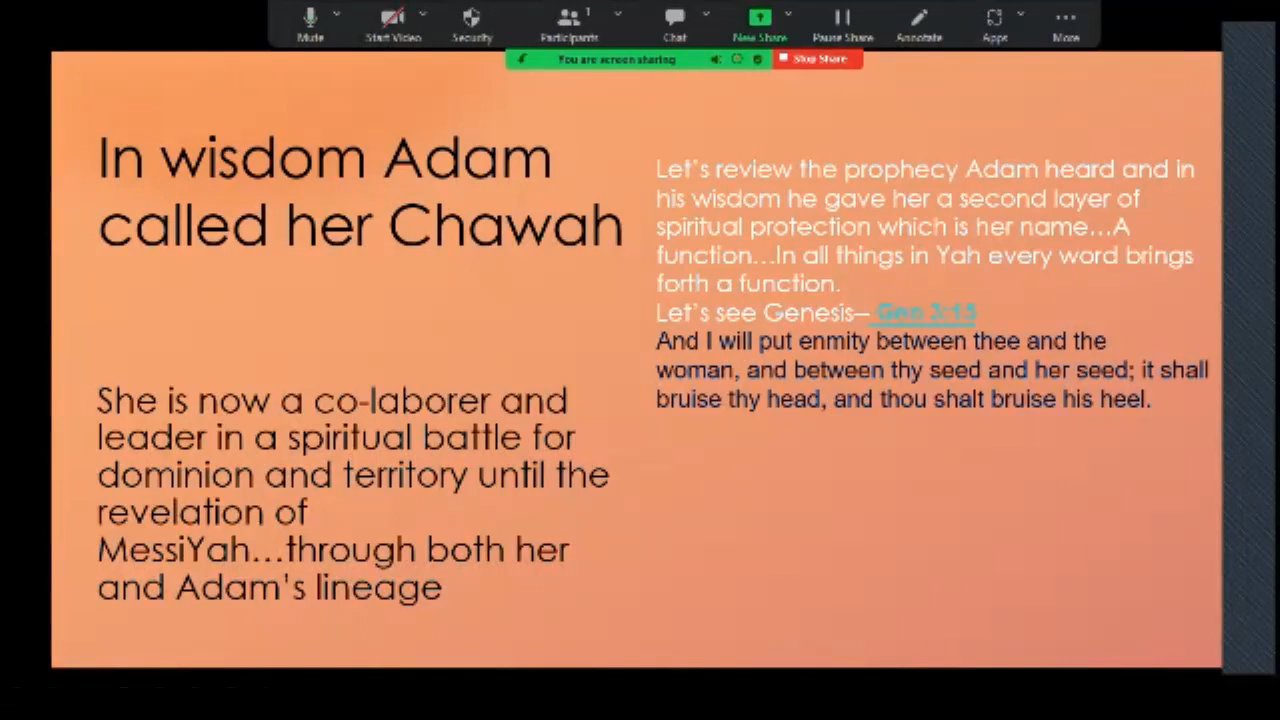 Mute
Start Video
Security
Participants
1
Chat
New Share
Pause Share
Annotate
Apps
More
You are screen sharing
Stop Share
In wisdom Adam
called her Chawah
She is now a co-laborer and
leader in a spiritual battle for
dominion and territory until the
revelation of
MessiYah...through both her
and Adam's lineage
Let's review the prophecy Adam heard and in
his wisdom he gave her a second layer of
spiritual protection which is her name...A
function...In all things in Yah every word brings
forth a function.
Let's see Genesis– Gen 3:15
And I will put enmity between thee and the
woman, and between thy seed and her seed; it shall
bruise thy head, and thou shalt bruise his heel.